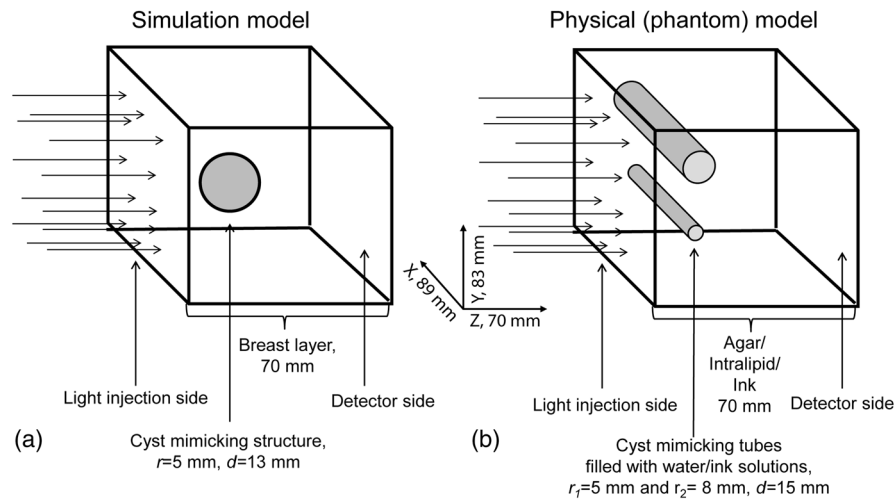 Simulation model
Physical (phantom) model
X, 89 mm
Y, 83 mm
Z, 70 mm
Breast layer,
70 mm
Light injection side
Detector side
(a)
Cyst mimicking structure,
r=5 mm, d=13 mm
Agar/
Intralipid/
Ink
70 mm
Light injection side
Detector side
(b)
Cyst mimicking tubes
filled with water/ink solutions,
r₁=5 mm and r₂= 8 mm, d=15 mm